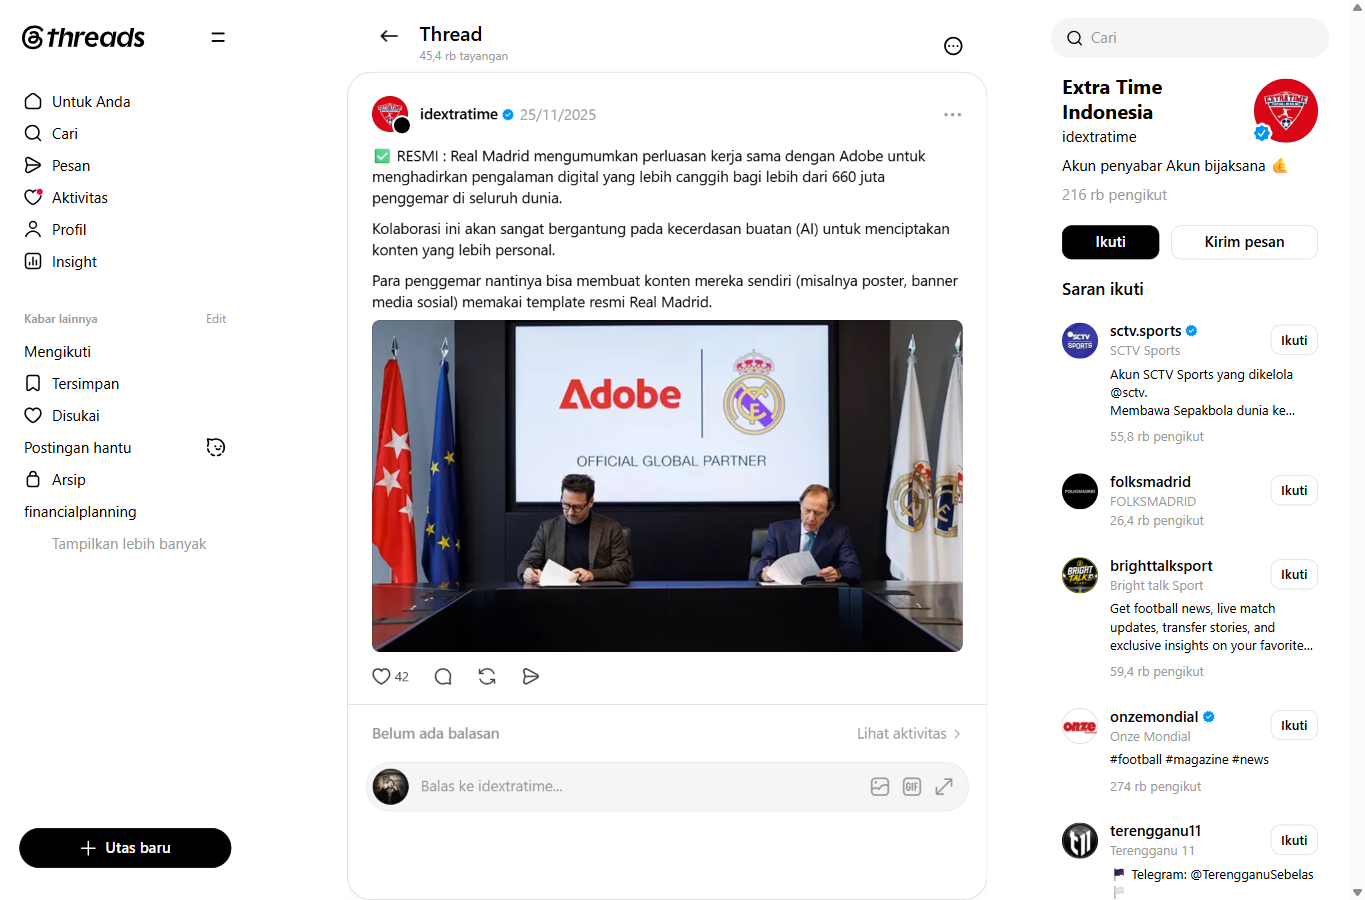 threads
Untuk Anda
Cari
Pesan
Aktivitas
Profil
Insight
Kabar lainnya
Edit
Mengikuti
Tersimpan
Disukai
Postingan hantu
Arsip
financialplanning
Tampilkan lebih banyak
Utas baru
Thread
45,4 rb tayangan
idextratime 25/11/2025
✅ RESMI : Real Madrid mengumumkan perluasan kerja sama dengan Adobe untuk
menghadirkan pengalaman digital yang lebih canggih bagi lebih dari 660 juta
penggemar di seluruh dunia.
Kolaborasi ini akan sangat bergantung pada kecerdasan buatan (AI) untuk menciptakan
konten yang lebih personal.
Para penggemar nantinya bisa membuat konten mereka sendiri (misalnya poster, banner
media sosial) memakai template resmi Real Madrid.
Adobe
OFFICIAL GLOBAL PARTNER
42
Belum ada balasan
Lihat aktivitas
Balas ke idextratime...
GIF
Cari
Extra Time
Indonesia
idextratime
EXTRATIME
Akun penyabar Akun bijaksana 🫲
216 rb pengikut
Ikuti
Kirim pesan
Saran ikuti
SCTV
SPORTS
sctv.sports
SCTV Sports
Ikuti
Akun SCTV Sports yang dikelola
@sctv.
Membawa Sepakbola dunia ke...
55,8 rb pengikut
FOLKSMADRID
folksmadrid
FOLKSMADRID
Ikuti
26,4 rb pengikut
BRIGHT
TALK
brighttalksport
Bright talk Sport
Ikuti
Get football news, live match
updates, transfer stories, and
exclusive insights on your favorite...
59,4 rb pengikut
onze
onzemondial
Onze Mondial
Ikuti
#football #magazine #news
274 rb pengikut
terengganu11
Terengganu 11
Ikuti
🏴 Telegram: @TerengganuSebelas